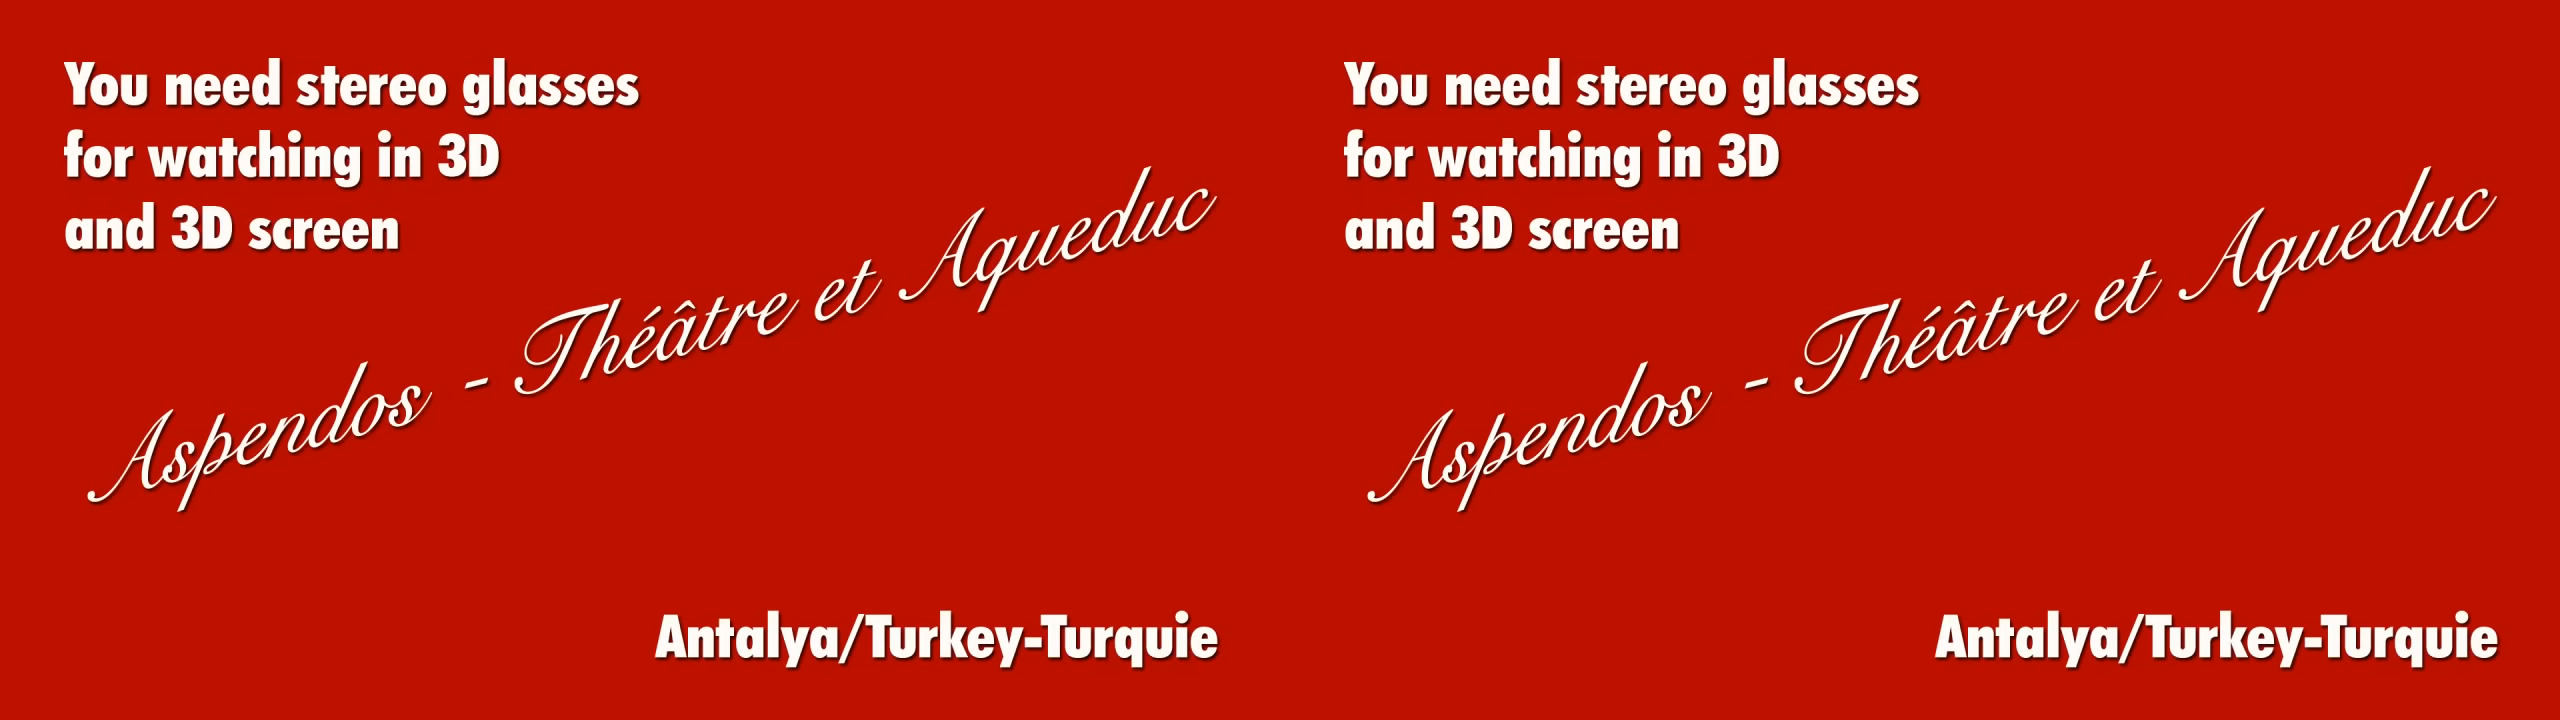 You need stereo glasses
for watching in 3D
and 3D screen
Aspendos - Théâtre et Aqueduc
Antalya/Turkey-Turquie
You need stereo glasses
for watching in 3D
and 3D screen
Aspendos - Théâtre et Aqueduc
Antalya/Turkey-Turquie